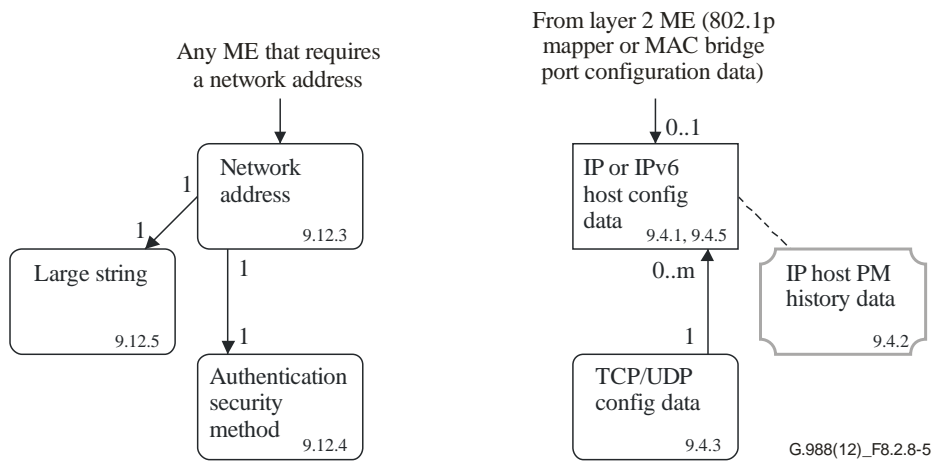 Any ME that requires
a network address
From layer 2 ME (802.1p
mapper or MAC bridge
port configuration data)
0..1
Network
address
9.12.3
1
1
Large string
9.12.5
1
1
Authentication
security
method
9.12.4
IP or IPv6
host config
data
9.4.1, 9.4.5
0..m
1
IP host PM
history data
9.4.2
TCP/UDP
config data
9.4.3
G.988(12)_F8.2.8-5